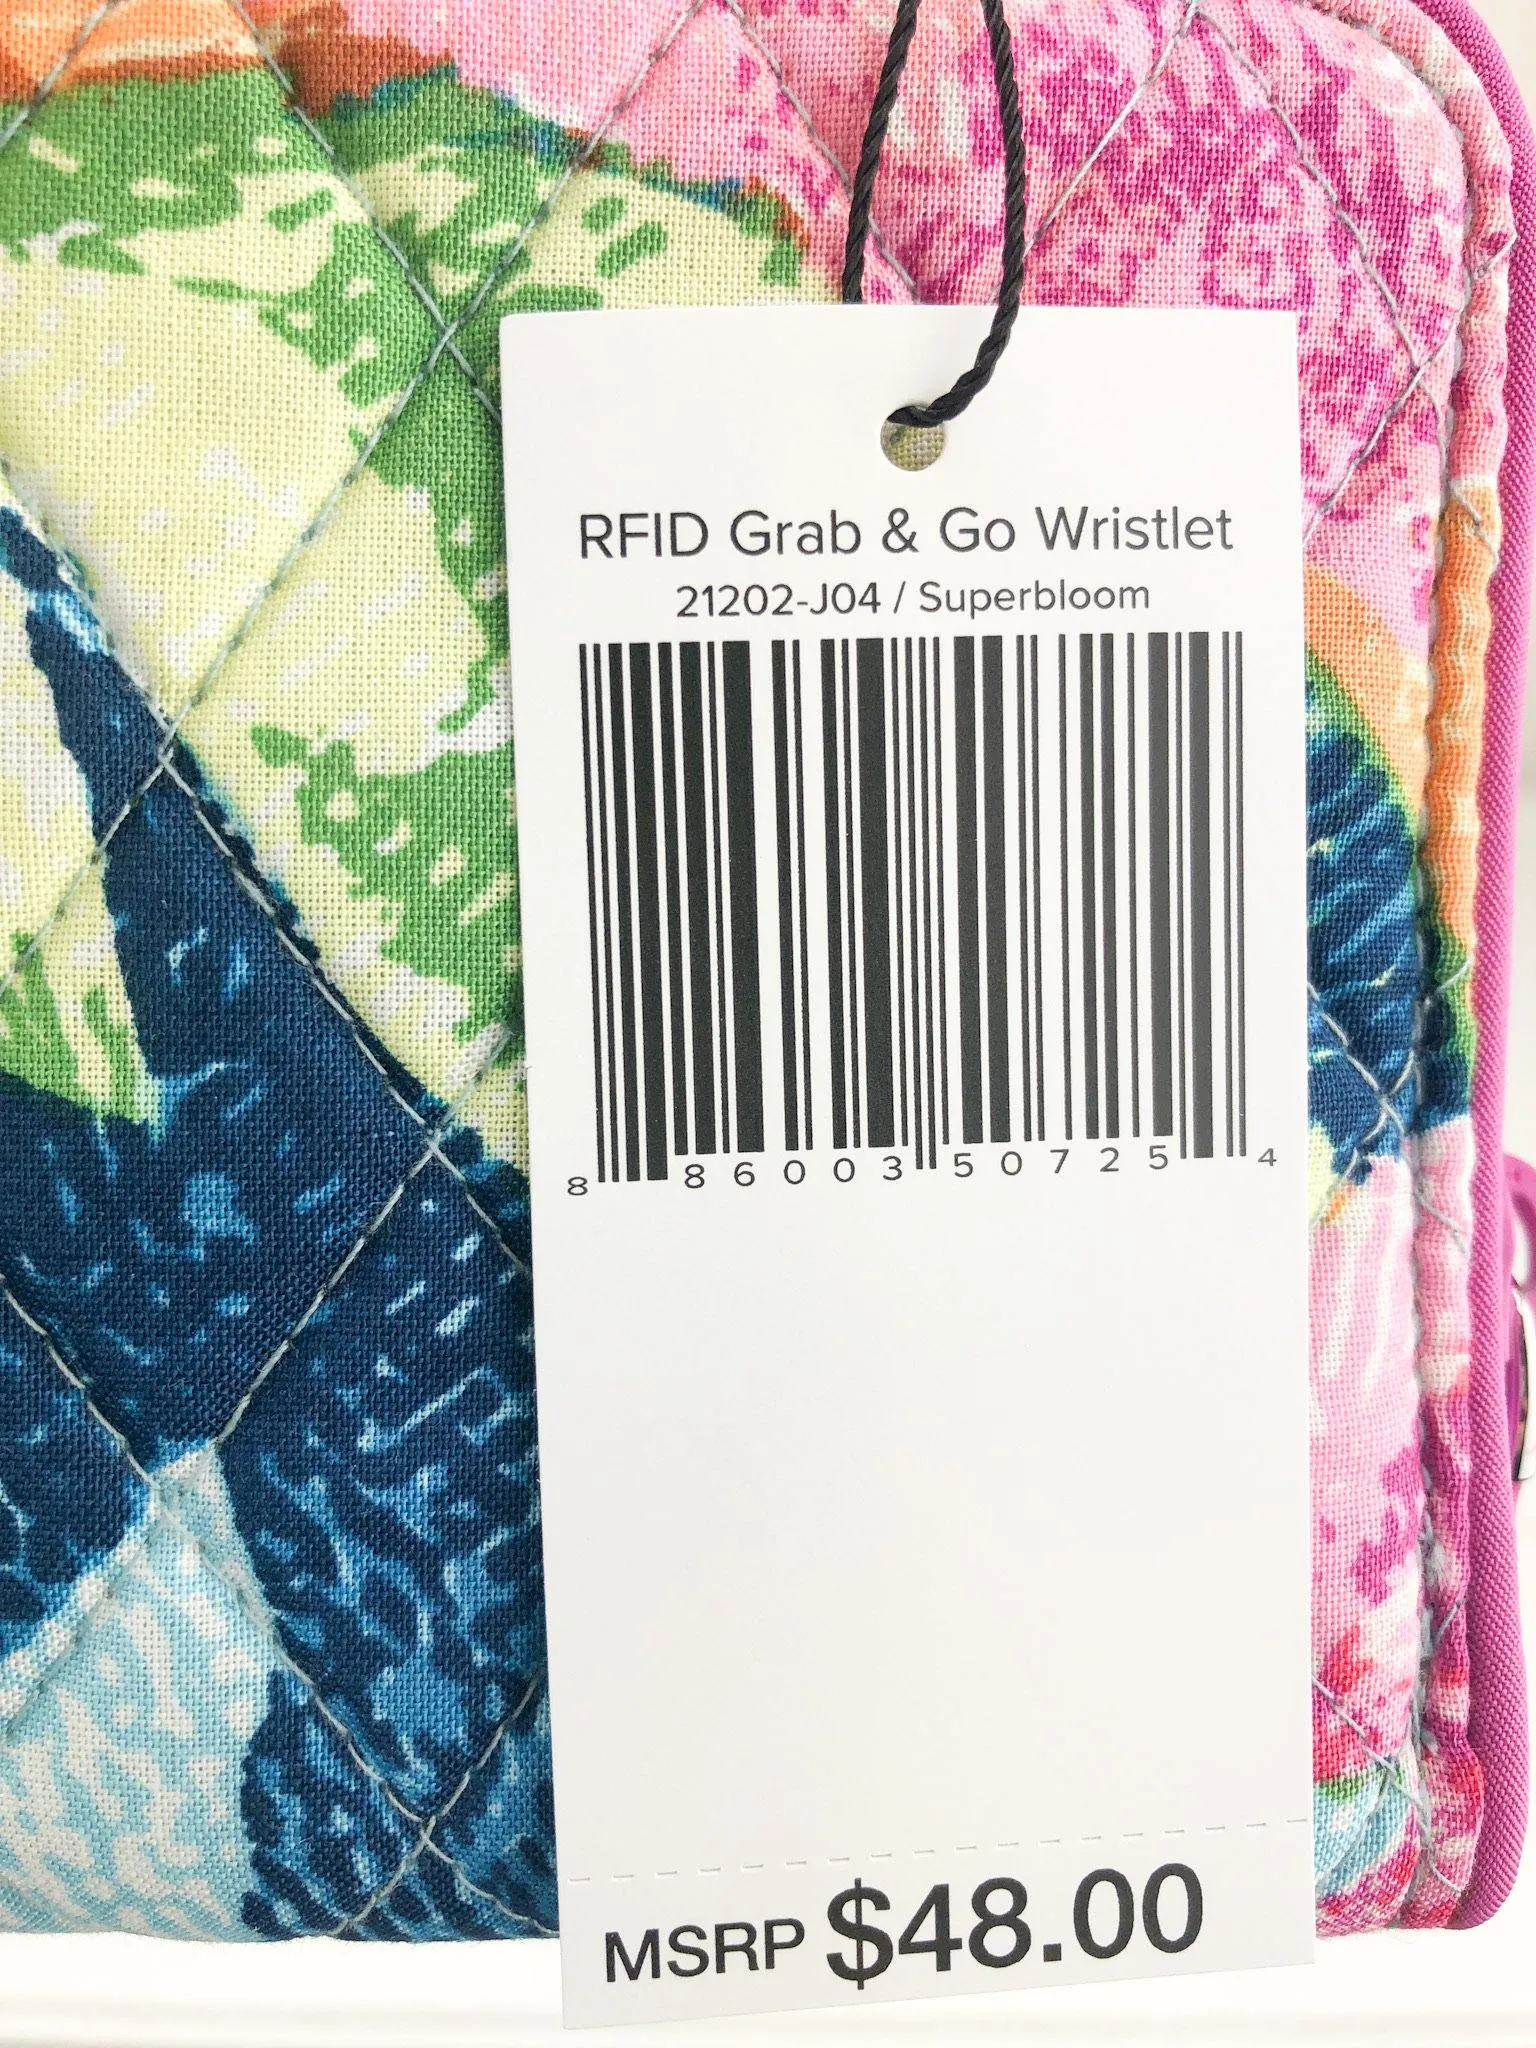 RFID Grab & Go Wristlet
21202-J04 / Superbloom
8 86003 50725 4
MSRP $48.00